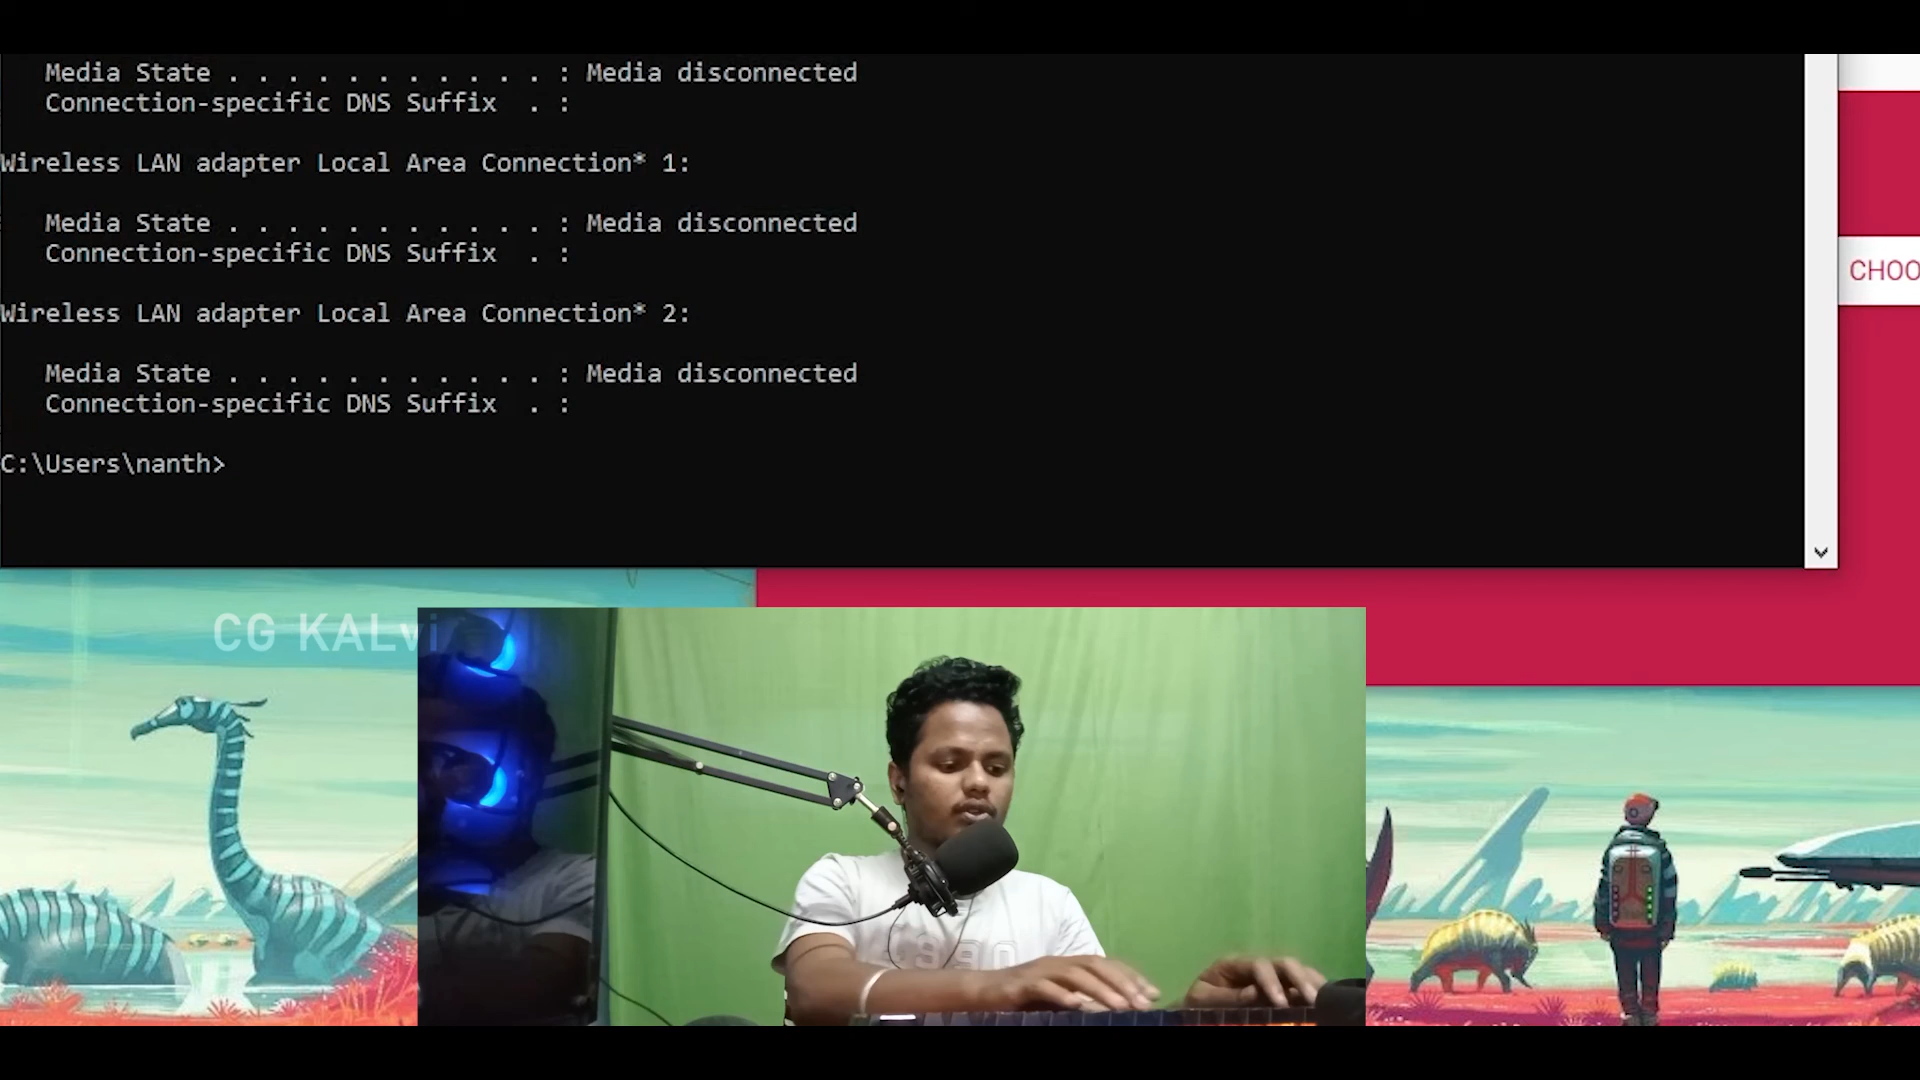 Media State . . . . . . . . . . . : Media disconnected
Connection-specific DNS Suffix  . :
Wireless LAN adapter Local Area Connection* 1:
Media State . . . . . . . . . . . : Media disconnected
Connection-specific DNS Suffix  . :
Wireless LAN adapter Local Area Connection* 2:
Media State . . . . . . . . . . . : Media disconnected
Connection-specific DNS Suffix  . :
C:\Users\nanth>
CHOO
CG KALvi